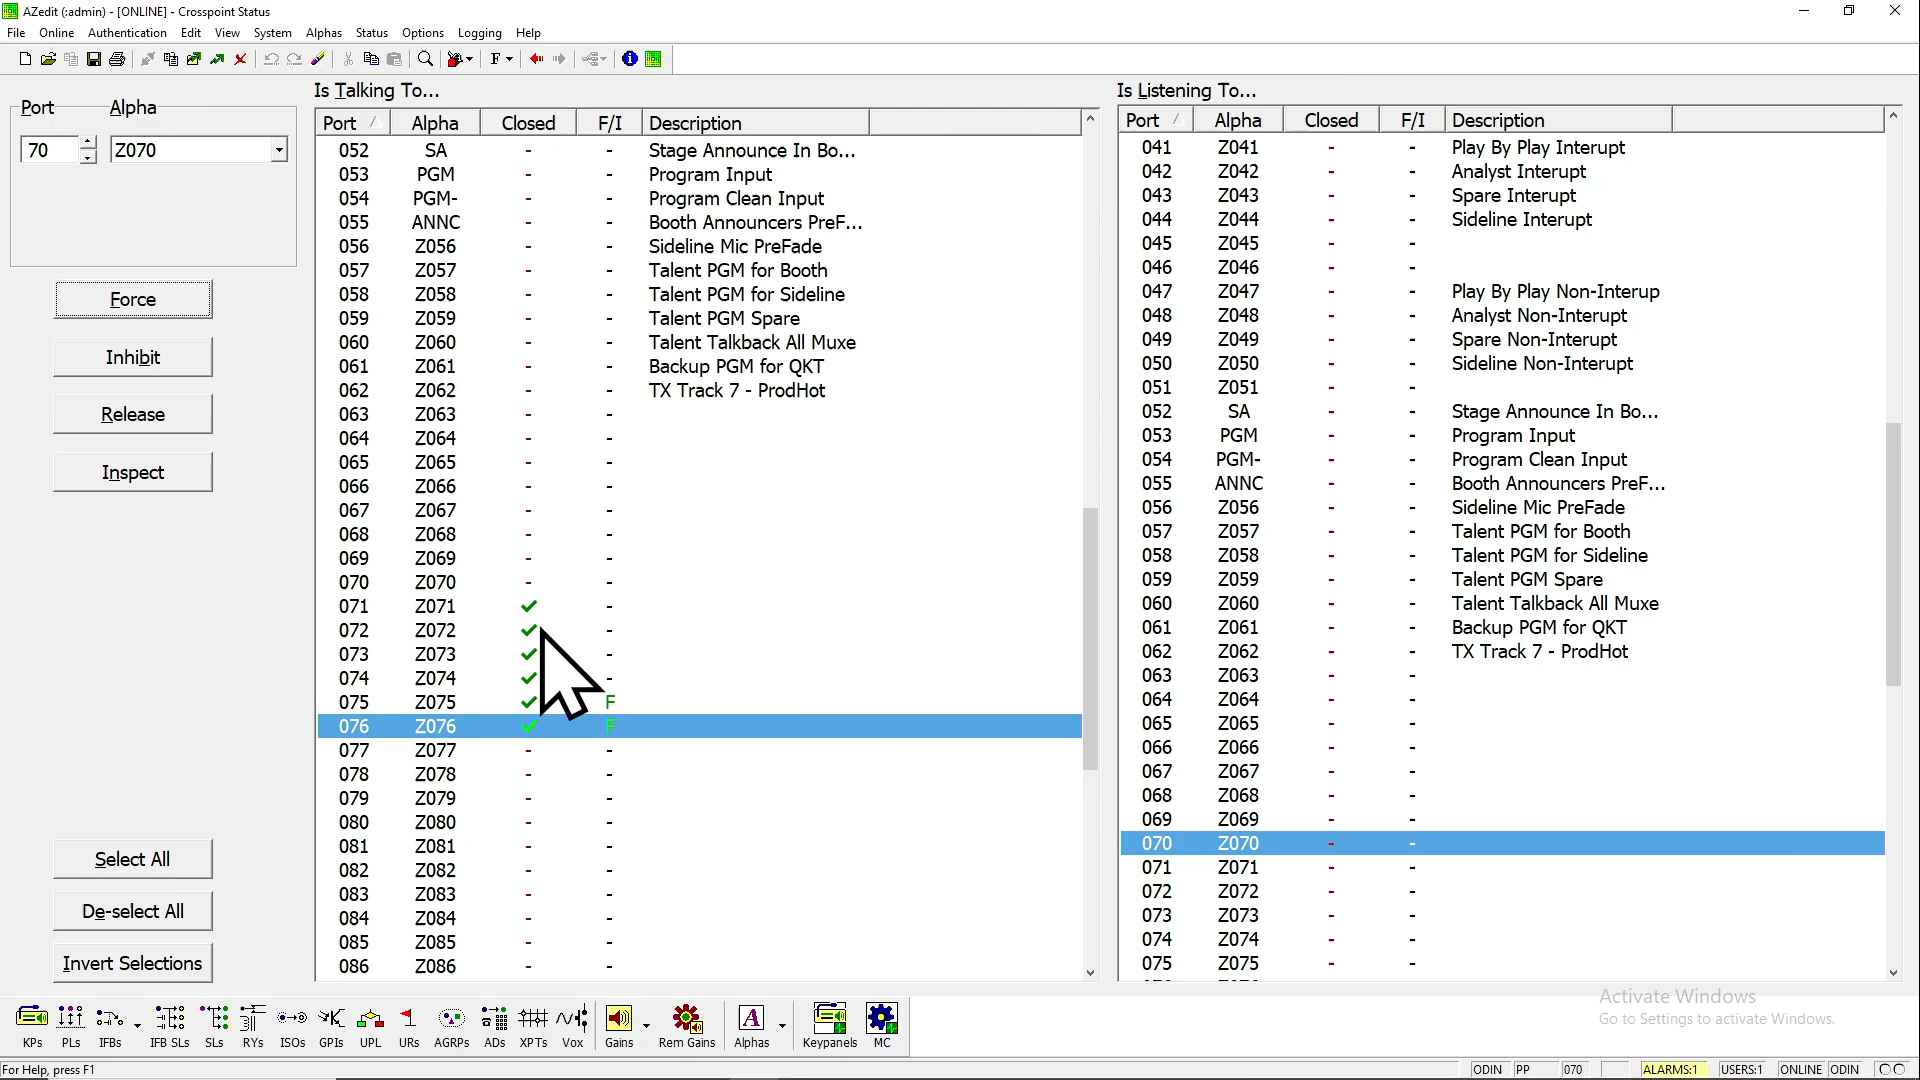 AZedit (:admin) - [ONLINE] - Crosspoint Status
File Online Authentication Edit View System Alphas Status Options Logging Help
F
Port Alpha
70 Z070
Force
Inhibit
Release
Inspect
Select All
De-select All
Invert Selections
Is Talking To...
Port Alpha Closed F/I Description
052 SA - - Stage Announce In Bo...
053 PGM - - Program Input
054 PGM- - - Program Clean Input
055 ANNC - - Booth Announcers PreF...
056 Z056 - - Sideline Mic PreFade
057 Z057 - - Talent PGM for Booth
058 Z058 - - Talent PGM for Sideline
059 Z059 - - Talent PGM Spare
060 Z060 - - Talent Talkback All Muxe
061 Z061 - - Backup PGM for QKT
062 Z062 - - TX Track 7 - ProdHot
063 Z063 - -
064 Z064 - -
065 Z065 - -
066 Z066 - -
067 Z067 - -
068 Z068 - -
069 Z069 - -
070 Z070 - -
071 Z071 ✓ -
072 Z072 ✓ -
073 Z073 ✓ -
074 Z074 ✓ -
075 Z075 ✓ F
076 Z076 ✓ F
077 Z077 - -
078 Z078 - -
079 Z079 - -
080 Z080 - -
081 Z081 - -
082 Z082 - -
083 Z083 - -
084 Z084 - -
085 Z085 - -
086 Z086 - -
Is Listening To...
Port Alpha Closed F/I Description
041 Z041 - - Play By Play Interupt
042 Z042 - - Analyst Interupt
043 Z043 - - Spare Interupt
044 Z044 - - Sideline Interupt
045 Z045 - -
046 Z046 - -
047 Z047 - - Play By Play Non-Interup
048 Z048 - - Analyst Non-Interupt
049 Z049 - - Spare Non-Interupt
050 Z050 - - Sideline Non-Interupt
051 Z051 - -
052 SA - - Stage Announce In Bo...
053 PGM - - Program Input
054 PGM- - - Program Clean Input
055 ANNC - - Booth Announcers PreF...
056 Z056 - - Sideline Mic PreFade
057 Z057 - - Talent PGM for Booth
058 Z058 - - Talent PGM for Sideline
059 Z059 - - Talent PGM Spare
060 Z060 - - Talent Talkback All Muxe
061 Z061 - - Backup PGM for QKT
062 Z062 - - TX Track 7 - ProdHot
063 Z063 - -
064 Z064 - -
065 Z065 - -
066 Z066 - -
067 Z067 - -
068 Z068 - -
069 Z069 - -
070 Z070 - -
071 Z071 - -
072 Z072 - -
073 Z073 - -
074 Z074 - -
075 Z075 - -
Activate Windows
Go to Settings to activate Windows.
KPs PLs IFBs IFB SLs SLs RYs ISOs GPIs UPL URs AGRPs ADs XPTs Vox Gains Rem Gains Alphas Keypanels MC
For Help, press F1
ODIN PP 070 ALARMS:1 USERS:1 ONLINE ODIN